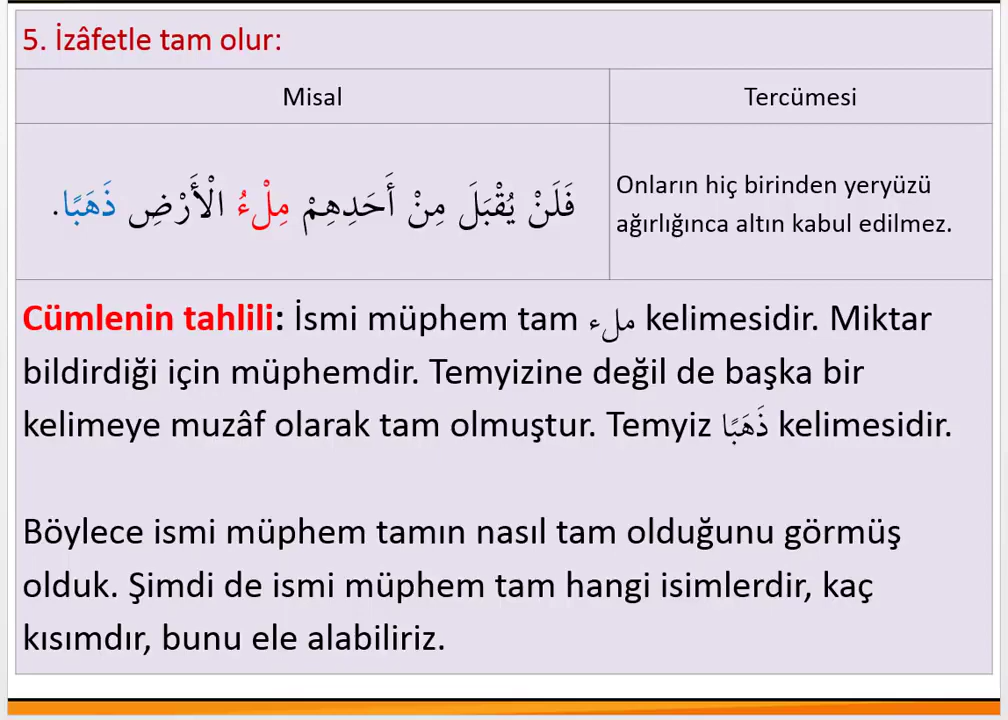 5. İzâfetle tam olur:
Misal
Tercümesi
فَلَنْ يُقْبَلَ مِنْ أَحَدِهِمْ مِلْءُ الْأَرْضِ ذَهَبًا.
Onların hiç birinden yeryüzü
ağırlığınca altın kabul edilmez.
Cümlenin tahlili: İsmi müphem tam ملء kelimesidir. Miktar
bildirdiği için müphemdir. Temyizine değil de başka bir
kelimeye muzâf olarak tam olmuştur. Temyiz ذَهَبًا kelimesidir.
Böylece ismi müphem tamın nasıl tam olduğunu görmüş
olduk. Şimdi de ismi müphem tam hangi isimlerdir, kaç
kısımdır, bunu ele alabiliriz.